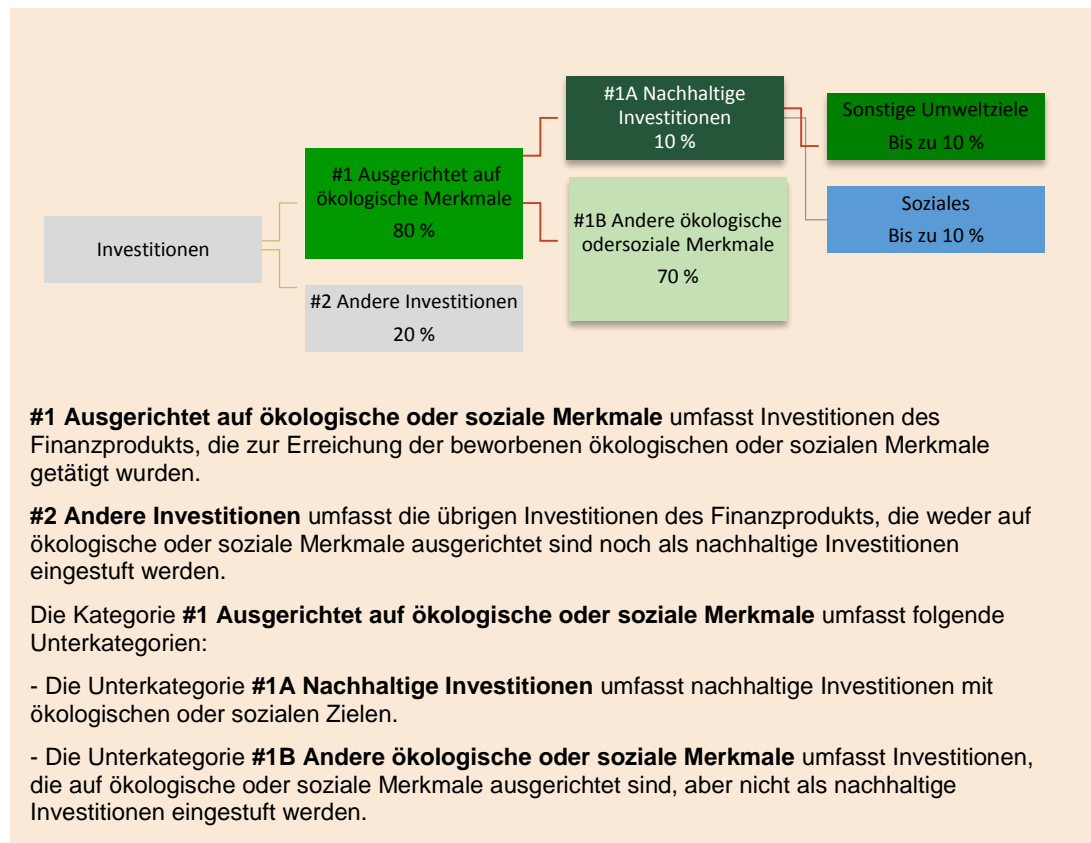 #1A Nachhaltige
Investitionen
10 %
Sonstige Umweltziele
Bis zu 10 %
#1 Ausgerichtet auf
ökologische Merkmale
80 %
#1B Andere ökologische
odersoziale Merkmale
70 %
Soziales
Bis zu 10 %
Investitionen
#2 Andere Investitionen
20 %
#1 Ausgerichtet auf ökologische oder soziale Merkmale umfasst Investitionen des
Finanzprodukts, die zur Erreichung der beworbenen ökologischen oder sozialen Merkmale
getätigt wurden.
#2 Andere Investitionen umfasst die übrigen Investitionen des Finanzprodukts, die weder auf
ökologische oder soziale Merkmale ausgerichtet sind noch als nachhaltige Investitionen
eingestuft werden.
Die Kategorie #1 Ausgerichtet auf ökologische oder soziale Merkmale umfasst folgende
Unterkategorien:
- Die Unterkategorie #1A Nachhaltige Investitionen umfasst nachhaltige Investitionen mit
ökologischen oder sozialen Zielen.
- Die Unterkategorie #1B Andere ökologische oder soziale Merkmale umfasst Investitionen,
die auf ökologische oder soziale Merkmale ausgerichtet sind, aber nicht als nachhaltige
Investitionen eingestuft werden.